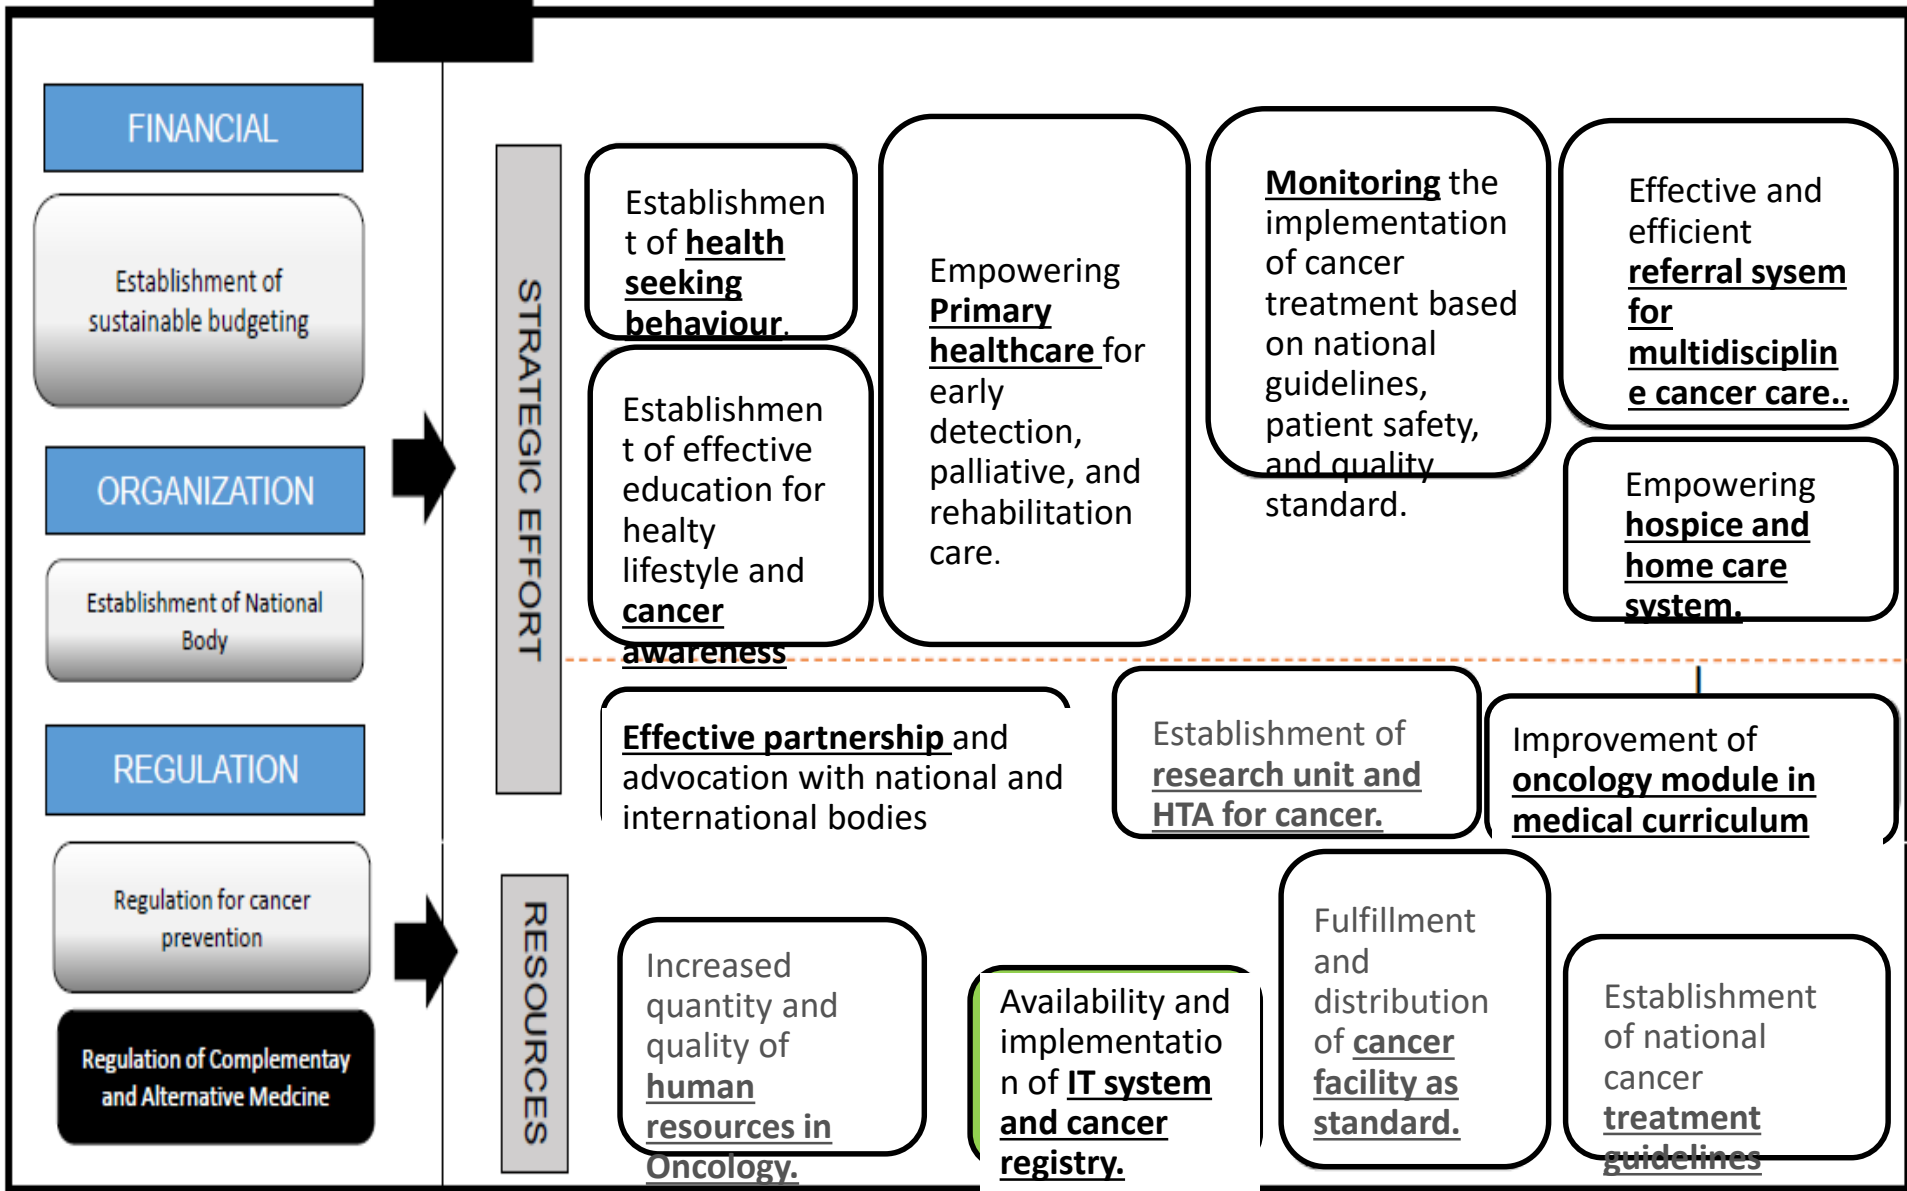 FINANCIAL
Establishment of
sustainable budgeting
ORGANIZATION
Establishment of National
Body
REGULATION
Regulation for cancer
prevention
Regulation of Complementay
and Alternative Medcine
STRATEGIC EFFORT
Establishmen
t of health
seeking
behaviour.
Establishmen
t of effective
education for
healty
lifestyle and
cancer
awareness
Empowering
Primary
healthcare for
early
detection,
palliative, and
rehabilitation
care.
Monitoring the
implementation
of cancer
treatment based
on national
guidelines,
patient safety,
and quality
standard.
Effective and
efficient
referral sysem
for
multidisciplin
e cancer care..
Empowering
hospice and
home care
system.
Effective partnership and
advocation with national and
international bodies
Establishment of
research unit and
HTA for cancer.
Improvement of
oncology module in
medical curriculum
RESOURCES
Increased
quantity and
quality of
human
resources in
Oncology.
Availability and
implementatio
n of IT system
and cancer
registry.
Fulfillment
and
distribution
of cancer
facility as
standard.
Establishment
of national
cancer
treatment
guidelines